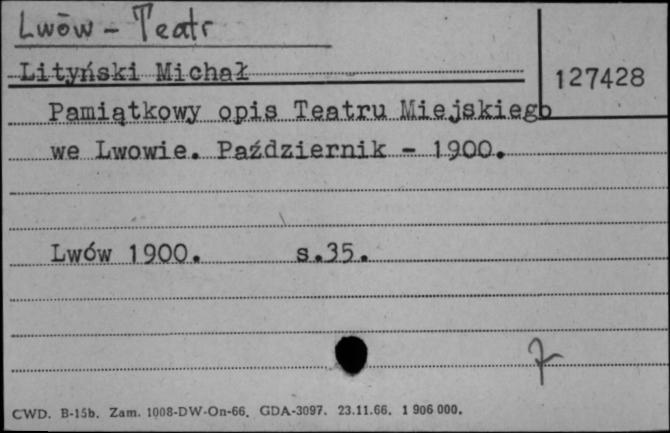 Lwów - Teatr
Lityński Michał
127428
Pamiątkowy opis Teatru Miejskiego
we Lwowie. Październik - 1900.
Lwów 1900. s.35.
CWD. B-15b. Zam. 1008-DW-On-66. GDA-3097. 23.11.66. 1 906 000.